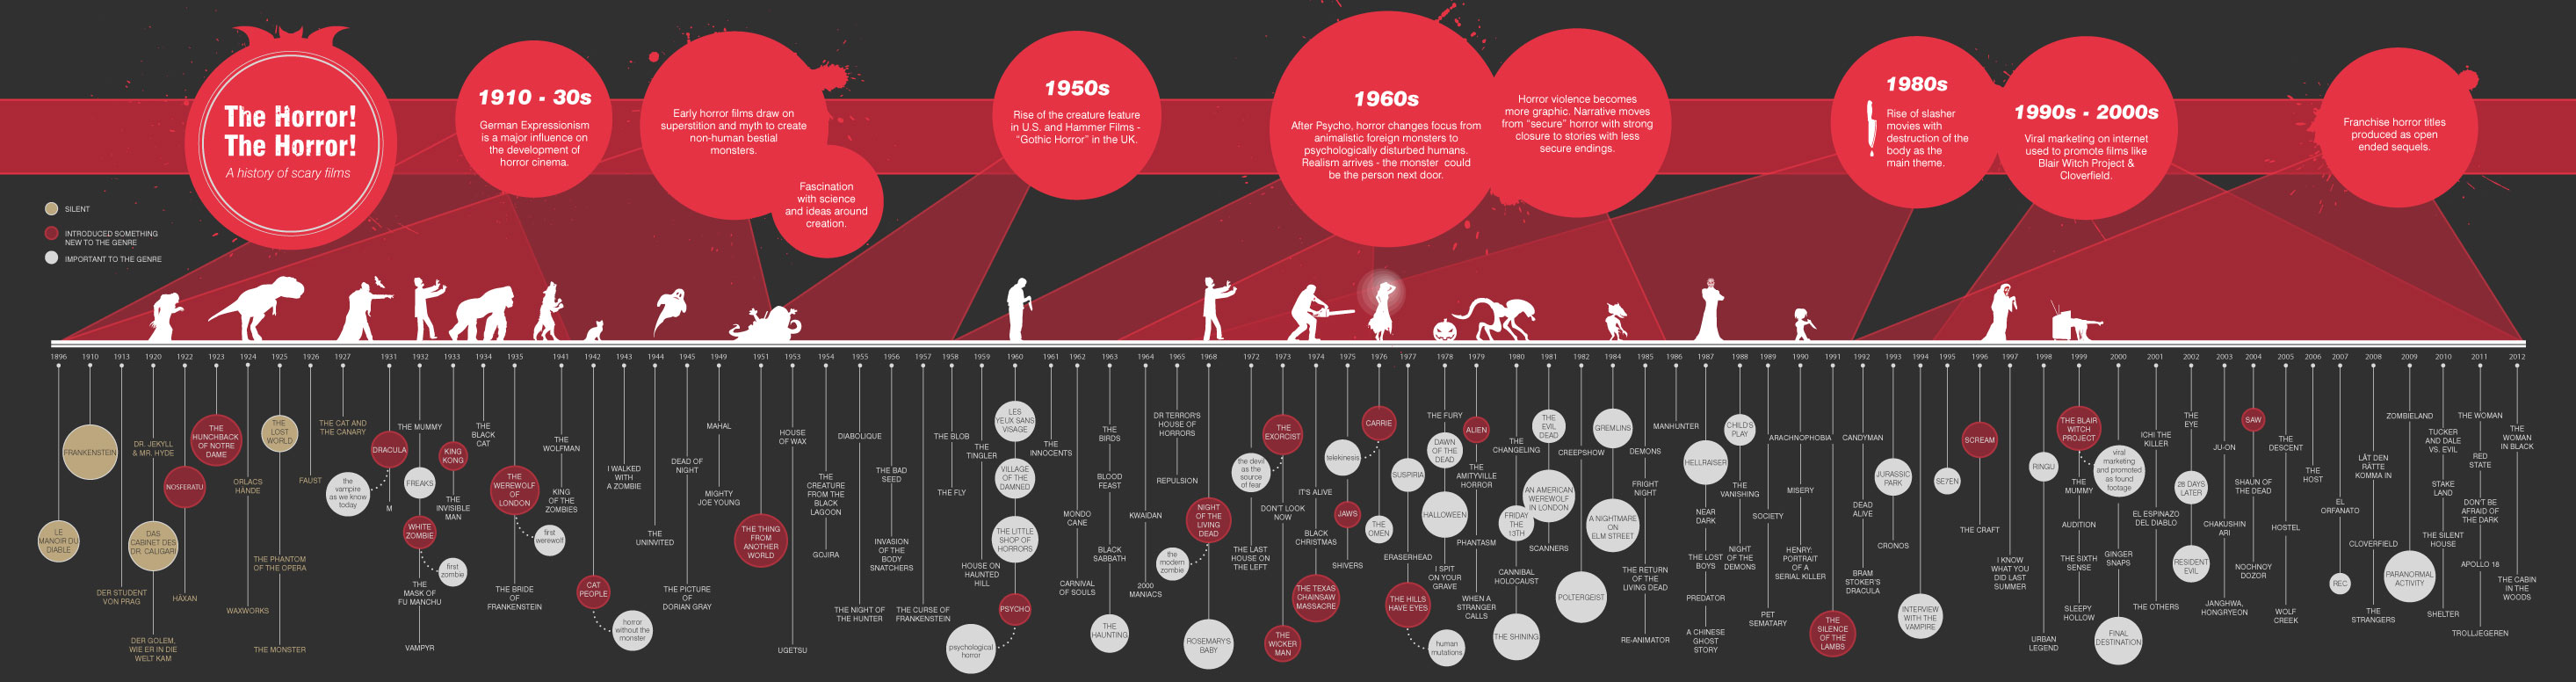 The Horror!
The Horror!
A history of scary films
SILENT
INTRODUCED SOMETHING
NEW TO THE GENRE
IMPORTANT TO THE GENRE
1910 - 30s
German Expressionism
is a major influence on
the development of
horror cinema.
Early horror films draw on
superstition and myth to create
non-human bestial
monsters.
Fascination
with science
and ideas around
creation.
1950s
Rise of the creature feature
in U.S. and Hammer Films -
“Gothic Horror” in the UK.
1960s
After Psycho, horror changes focus from
animalistic foreign monsters to
psychologically disturbed humans.
Realism arrives - the monster could
be the person next door.
Horror violence becomes
more graphic. Narrative moves
from “secure” horror with strong
closure to stories with less
secure endings.
1980s
Rise of slasher
movies with
destruction of the
body as the
main theme.
1990s - 2000s
Viral marketing on internet
used to promote films like
Blair Witch Project &
Cloverfield.
Franchise horror titles
produced as open
ended sequels.
1896
LE
MANOIR DU
DIABLE
1910
FRANKENSTEIN
1913
DER STUDENT
VON PRAG
1920
DR. JEKYLL
& MR. HYDE
DAS
CABINET DES
DR. CALIGARI
DER GOLEM,
WIE ER IN DIE
WELT KAM
1922
NOSFERATU
HÄXAN
1923
THE
HUNCHBACK
OF NOTRE
DAME
1924
ORLACS
HÄNDE
WAXWORKS
1925
THE
LOST
WORLD
THE PHANTOM
OF THE OPERA
THE MONSTER
1926
FAUST
1927
THE CAT AND
THE CANARY
1931
DRACULA
the
vampire
as we know
today
M
1932
THE MUMMY
FREAKS
WHITE
ZOMBIE
first
zombie
THE
MASK OF
FU MANCHU
VAMPYR
1933
KING
KONG
THE
INVISIBLE
MAN
1934
THE
BLACK
CAT
1935
THE
WEREWOLF
OF
LONDON
first
werewolf
THE
BRIDE OF
FRANKENSTEIN
1941
THE
WOLFMAN
KING
OF THE
ZOMBIES
1942
CAT
PEOPLE
horror
without the
monster
1943
I WALKED
WITH
A ZOMBIE
1944
THE
UNINVITED
1945
DEAD OF
NIGHT
THE PICTURE
OF
DORIAN GRAY
1949
MAHAL
MIGHTY
JOE YOUNG
1951
THE THING
FROM
ANOTHER
WORLD
1953
HOUSE
OF WAX
UGETSU
1954
THE
CREATURE
FROM THE
BLACK
LAGOON
GOJIRA
1955
DIABOLIQUE
THE NIGHT OF
THE HUNTER
1956
THE BAD
SEED
INVASION
OF THE
BODY
SNATCHERS
1957
THE CURSE OF
FRANKENSTEIN
1958
THE BLOB
THE FLY
1959
THE
TINGLER
HOUSE ON
HAUNTED
HILL
1960
LES
YEUX SANS
VISAGE
VILLAGE
OF THE
DAMNED
THE LITTLE
SHOP OF
HORRORS
PSYCHO
psychological
horror
1961
THE
INNOCENTS
1962
MONDO
CANE
CARNIVAL
OF SOULS
1963
THE
BIRDS
BLOOD
FEAST
BLACK
SABBATH
THE
HAUNTING
1964
KWAIDAN
2000
MANIACS
1965
DR TERROR'S
HOUSE OF
HORRORS
REPULSION
1968
NIGHT
OF THE
LIVING
DEAD
the
modern
zombie
ROSEMARY'S
BABY
1972
the devil
as the
source
of fear
THE LAST
HOUSE ON
THE LEFT
1973
THE
EXORCIST
DON'T LOOK
NOW
THE
WICKER
MAN
1974
IT'S ALIVE
BLACK
CHRISTMAS
THE TEXAS
CHAINSAW
MASSACRE
1975
JAWS
SHIVERS
1976
CARRIE
telekinesis
THE
OMEN
1977
SUSPIRIA
ERASERHEAD
THE HILLS
HAVE EYES
human
mutations
1978
THE FURY
DAWN
OF THE
DEAD
HALLOWEEN
I SPIT
ON YOUR
GRAVE
1979
ALIEN
THE
AMITYVILLE
HORROR
PHANTASM
WHEN A
STRANGER
CALLS
1980
THE
CHANGELING
FRIDAY
THE
13TH
CANNIBAL
HOLOCAUST
THE SHINING
1981
THE
EVIL
DEAD
AN AMERICAN
WEREWOLF
IN LONDON
SCANNERS
1982
CREEPSHOW
POLTERGEIST
1984
GREMLINS
A NIGHTMARE
ON
ELM STREET
1985
DEMONS
FRIGHT
NIGHT
THE RETURN
OF THE
LIVING DEAD
RE-ANIMATOR
1986
MANHUNTER
1987
HELLRAISER
NEAR
DARK
THE LOST
BOYS
PREDATOR
A CHINESE
GHOST
STORY
1988
CHILD'S
PLAY
THE
VANISHING
NIGHT
OF THE
DEMONS
1989
SOCIETY
PET
SEMATARY
1990
ARACHNOPHOBIA
MISERY
HENRY:
PORTRAIT
OF A
SERIAL KILLER
1991
THE
SILENCE
OF THE
LAMBS
1992
CANDYMAN
DEAD
ALIVE
BRAM
STOKER'S
DRACULA
1993
JURASSIC
PARK
CRONOS
1994
INTERVIEW
WITH THE
VAMPIRE
1995
SE7EN
1996
SCREAM
THE CRAFT
1997
I KNOW
WHAT YOU
DID LAST
SUMMER
1998
RINGU
URBAN
LEGEND
1999
THE BLAIR
WITCH
PROJECT
THE
MUMMY
AUDITION
THE SIXTH
SENSE
SLEEPY
HOLLOW
2000
viral
marketing
and promoted
as found
footage
GINGER
SNAPS
FINAL
DESTINATION
2001
ICHI THE
KILLER
EL ESPINAZO
DEL DIABLO
THE OTHERS
2002
THE
EYE
28 DAYS
LATER
RESIDENT
EVIL
2003
JU-ON
CHAKUSHIN
ARI
JANGHWA,
HONGRYEON
2004
SAW
SHAUN OF
THE DEAD
NOCHNOY
DOZOR
2005
THE
DESCENT
HOSTEL
WOLF
CREEK
2006
THE
HOST
2007
EL
ORFANATO
REC
2008
LÅT DEN
RÄTTE
KOMMA IN
CLOVERFIELD
THE
STRANGERS
2009
ZOMBIELAND
PARANORMAL
ACTIVITY
2010
TUCKER
AND DALE
VS. EVIL
STAKE
LAND
THE SILENT
HOUSE
SHELTER
2011
THE WOMAN
RED
STATE
DON'T BE
AFRAID OF
THE DARK
APOLLO 18
TROLLJEGEREN
2012
THE
WOMAN
IN BLACK
THE CABIN
IN THE
WOODS